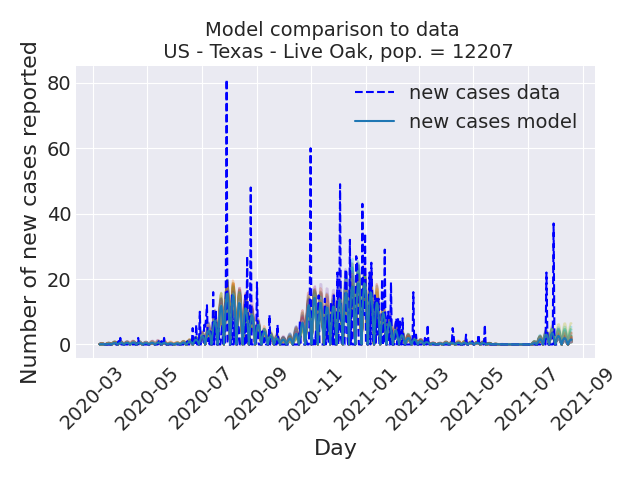 Model comparison to data
US - Texas - Live Oak, pop. = 12207
Number of new cases reported
80
60
40
20
0
new cases data
new cases model
2020-03
2020-05
2020-07
2020-09
2020-11
2021-01
2021-03
2021-05
2021-07
2021-09
Day